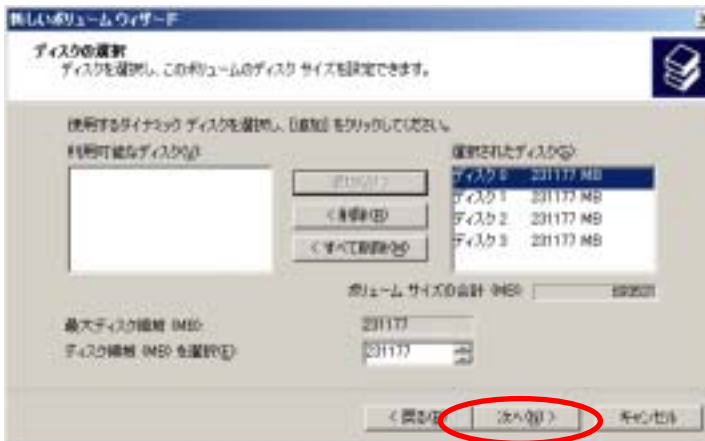 新しいボリューム ウィザード
ディスクの選択
ディスクを選択し、このボリュームのディスク サイズを設定できます。
使用するダイナミック ディスクを選択し、[追加] をクリックしてください。
利用可能なディスク(V):
選択されたディスク(S):
ディスク 0 231177 MB
ディスク 1 231177 MB
< 削除(R)
ディスク 2 231177 MB
ディスク 3 231177 MB
< すべて削除(M)
ボリューム サイズの合計 (MB):
最大ディスク領域 (MB):
231177
ディスク領域 (MB) を選択(E):
231177
< 戻る(B)
次へ(N) >
キャンセル